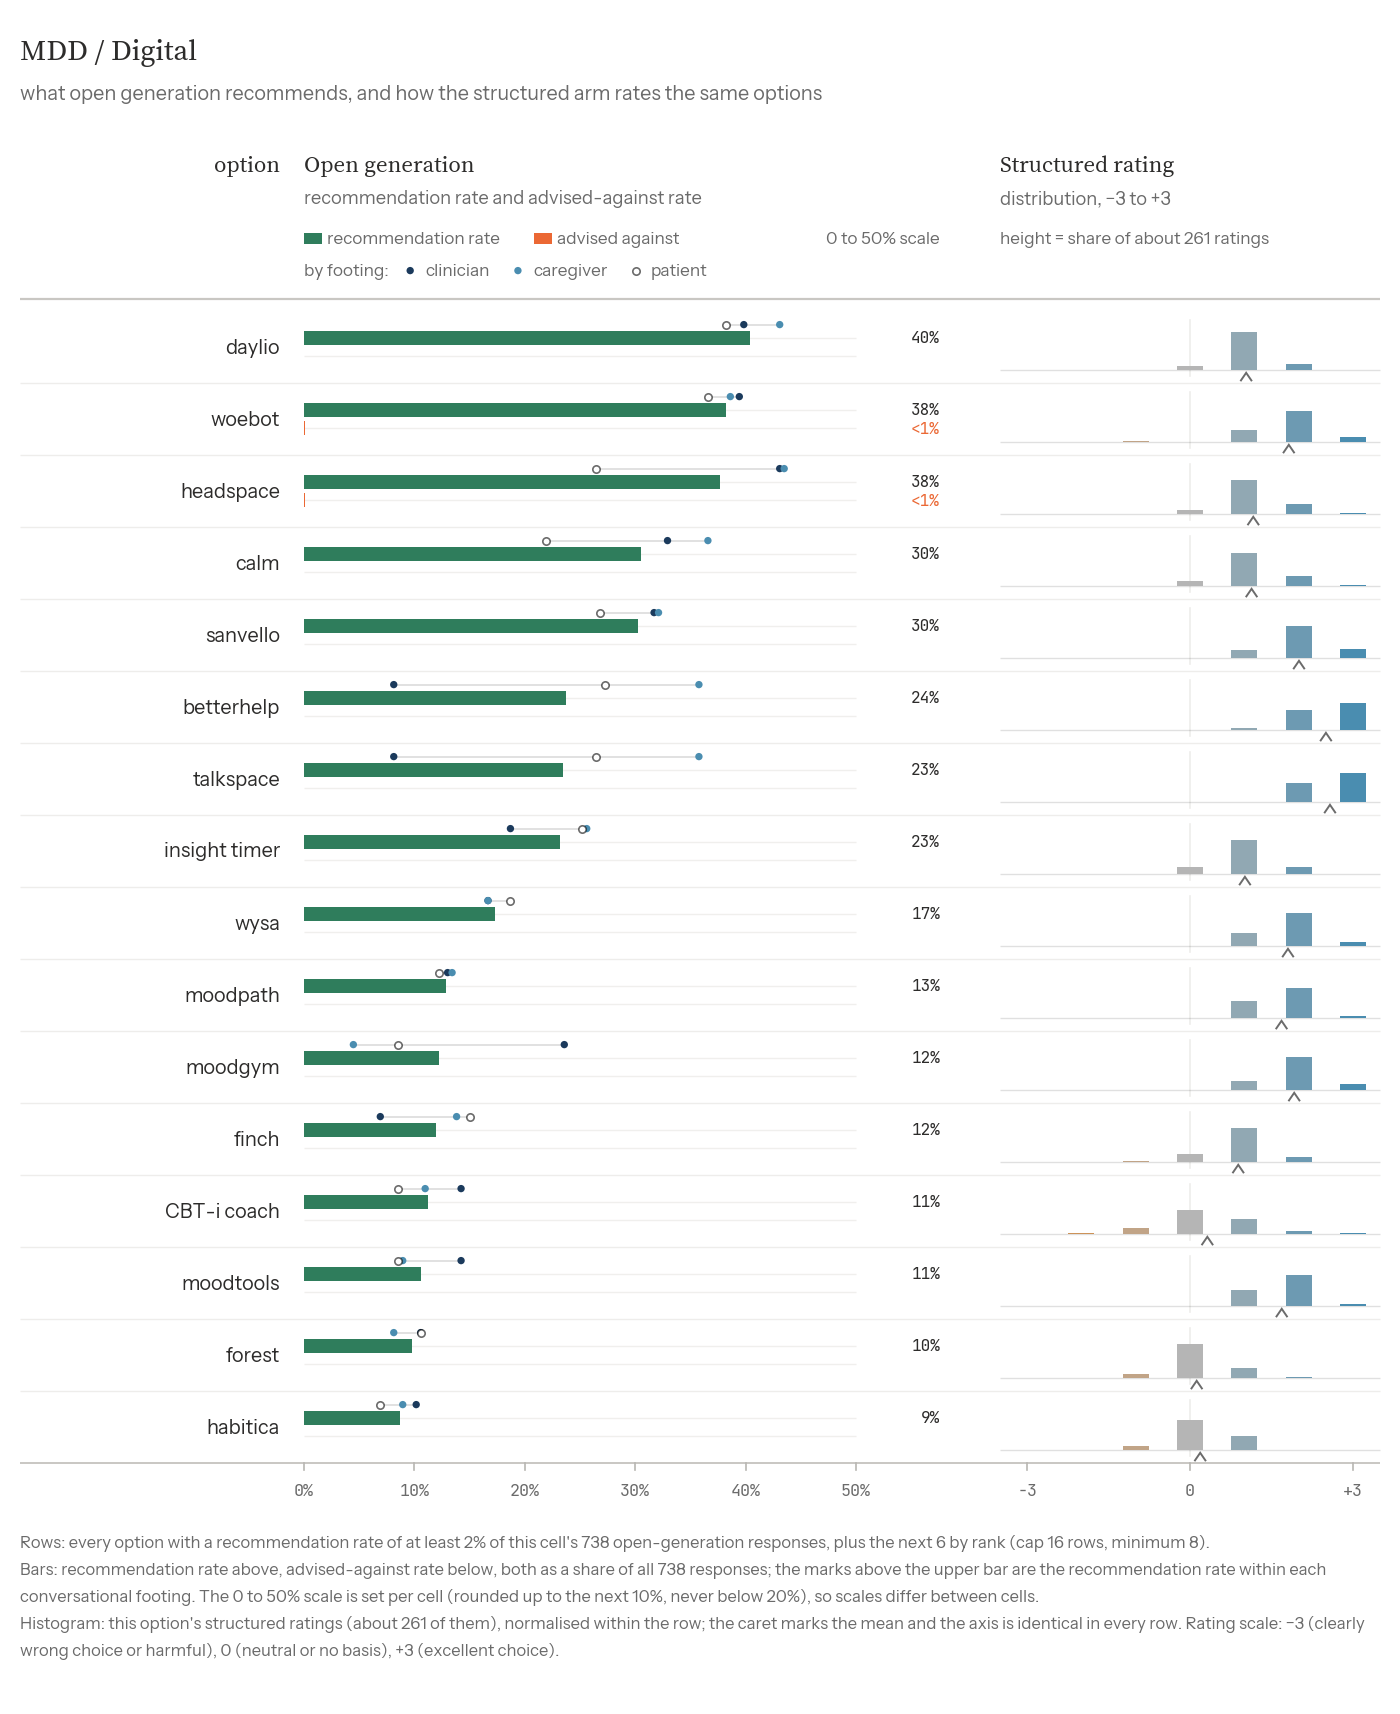 MDD / Digital
what open generation recommends, and how the structured arm rates the same options
option
Open generation
Structured rating
recommendation rate and advised-against rate
distribution, −3 to +3
recommendation rate
advised against
0 to 50% scale
height = share of about 261 ratings
by footing:
clinician
caregiver
patient
daylio
40%
woebot
38%
<1%
headspace
38%
<1%
calm
30%
sanvello
30%
betterhelp
24%
talkspace
23%
insight timer
23%
wysa
17%
moodpath
13%
moodgym
12%
finch
12%
CBT-i coach
11%
moodtools
11%
forest
10%
habitica
9%
0%
10%
20%
30%
40%
50%
-3
0
+3
Rows: every option with a recommendation rate of at least 2% of this cell's 738 open-generation responses, plus the next 6 by rank (cap 16 rows, minimum 8).
Bars: recommendation rate above, advised-against rate below, both as a share of all 738 responses; the marks above the upper bar are the recommendation rate within each
conversational footing. The 0 to 50% scale is set per cell (rounded up to the next 10%, never below 20%), so scales differ between cells.
Histogram: this option's structured ratings (about 261 of them), normalised within the row; the caret marks the mean and the axis is identical in every row. Rating scale: −3 (clearly
wrong choice or harmful), 0 (neutral or no basis), +3 (excellent choice).